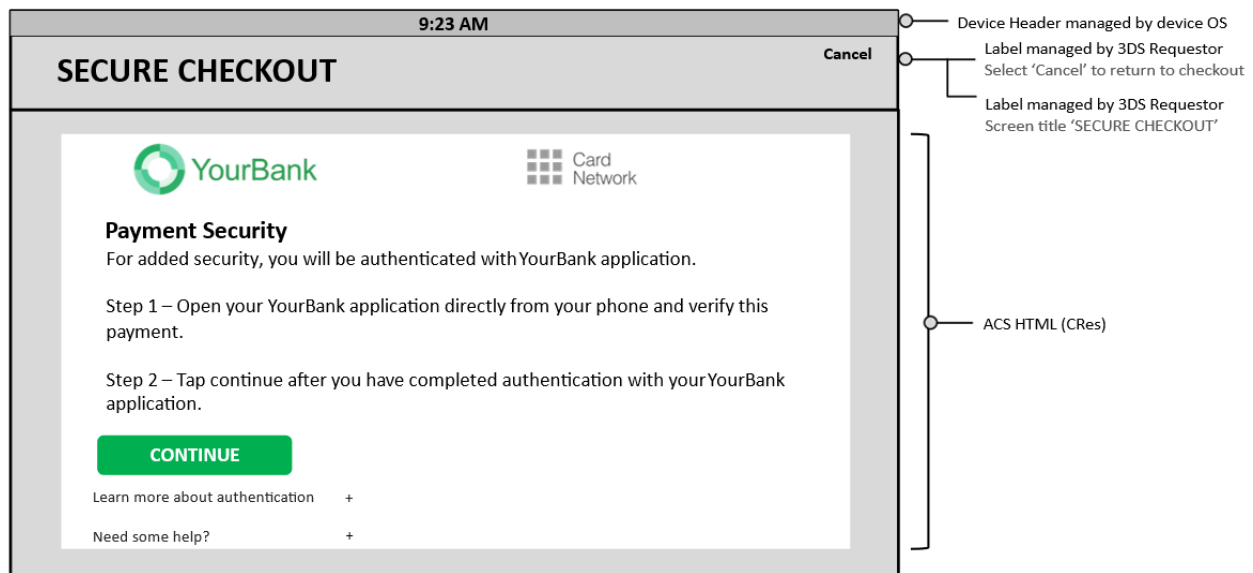 9:23 AM
Device Header managed by device OS
SECURE CHECKOUT
Cancel
Label managed by 3DS Requestor
Select ‘Cancel’ to return to checkout
Label managed by 3DS Requestor
Screen title ‘SECURE CHECKOUT’
YourBank
Card
Network
Payment Security
For added security, you will be authenticated with YourBank application.
Step 1 – Open your YourBank application directly from your phone and verify this
payment.
ACS HTML (CRes)
Step 2 – Tap continue after you have completed authentication with your YourBank
application.
CONTINUE
Learn more about authentication +
Need some help? +